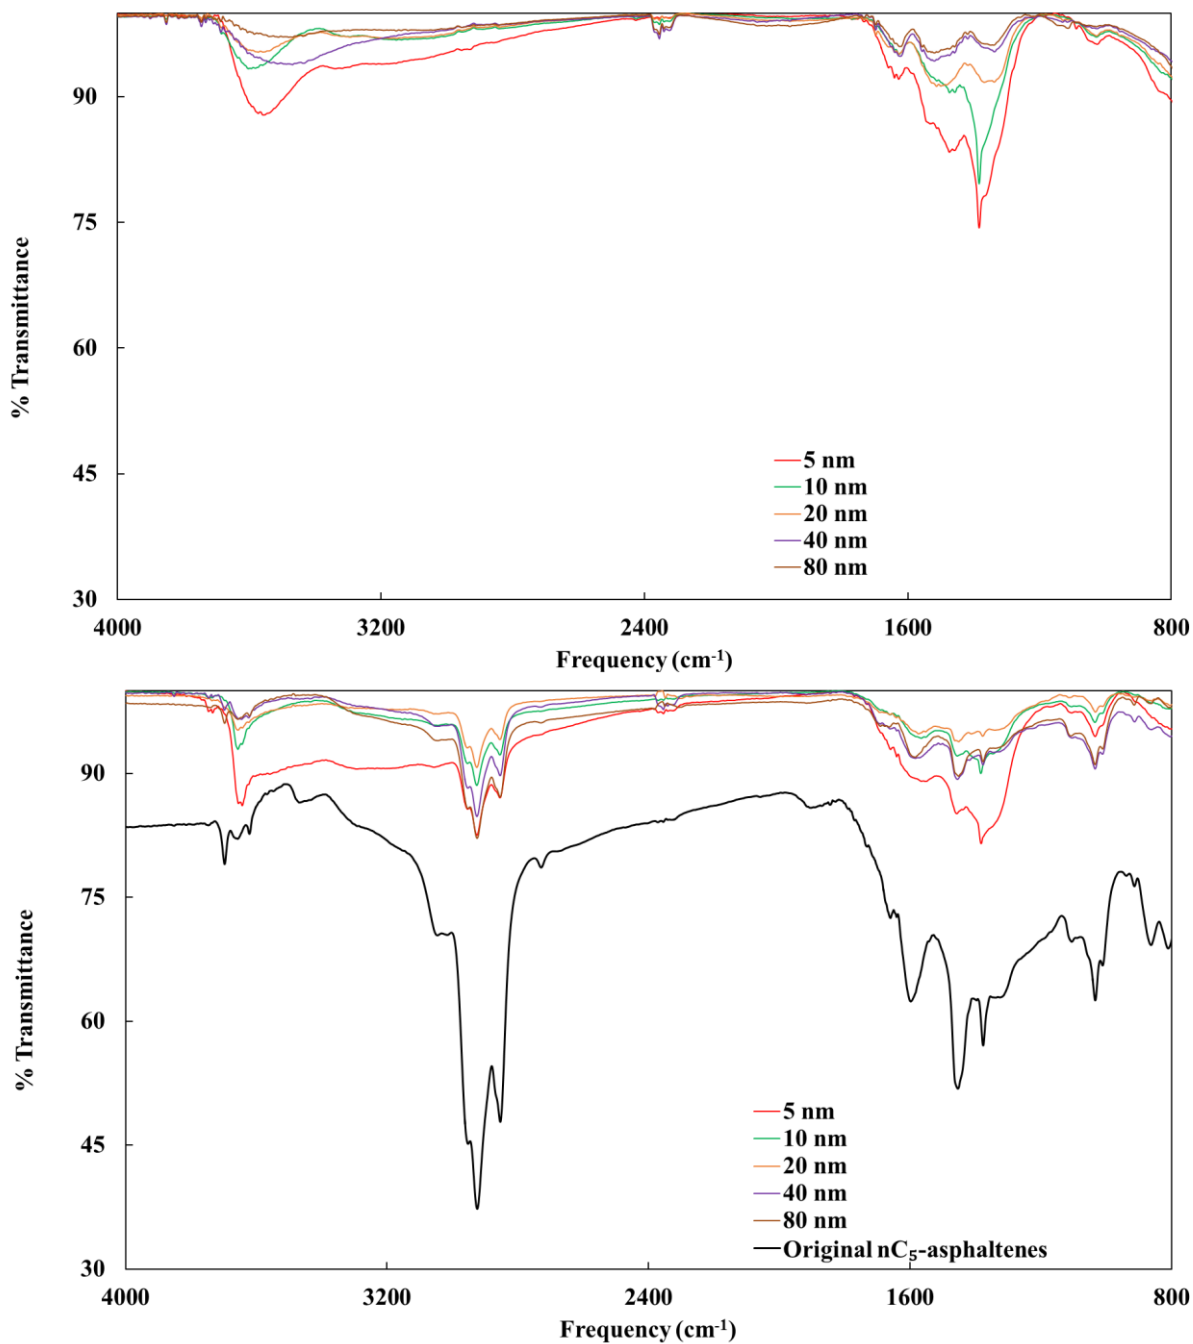 90
75
60
45
30
% Transmittance
5 nm
10 nm
20 nm
40 nm
80 nm
4000 3200 2400 1600 800
Frequency (cm-1)
90
75
60
45
30
% Transmittance
5 nm
10 nm
20 nm
40 nm
80 nm
Original nC5-asphaltenes
4000 3200 2400 1600 800
Frequency (cm-1)